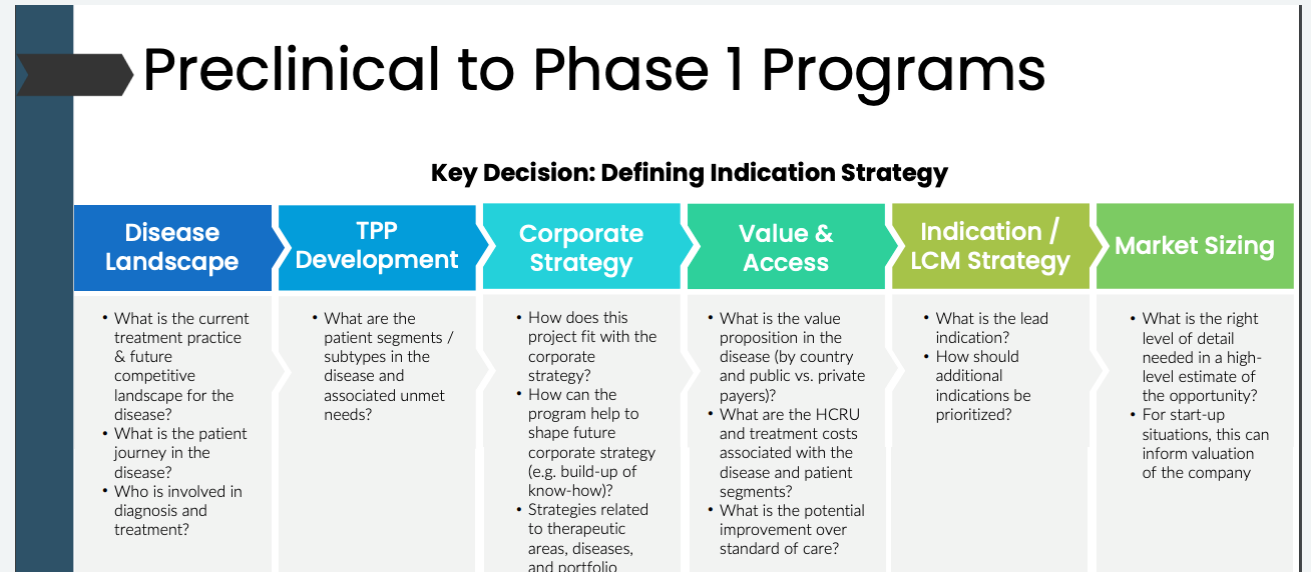 Preclinical to Phase 1 Programs
Key Decision: Defining Indication Strategy
Disease
Landscape
• What is the current
treatment practice
& future
competitive
landscape for the
disease?
• What is the patient
journey in the
disease?
• Who is involved in
diagnosis and
treatment?
TPP
Development
• What are the
patient segments /
subtypes in the
disease and
associated unmet
needs?
Corporate
Strategy
• How does this
project fit with the
corporate
strategy?
• How can the
program help to
shape future
corporate strategy
(e.g. build-up of
know-how)?
• Strategies related
to therapeutic
areas, diseases,
and portfolio
Value &
Access
• What is the value
proposition in the
disease (by country
and public vs. private
payers)?
• What are the HCRU
and treatment costs
associated with the
disease and patient
segments?
• What is the potential
improvement over
standard of care?
Indication /
LCM Strategy
• What is the lead
indication?
• How should
additional
indications be
prioritized?
Market Sizing
• What is the right
level of detail
needed in a high-
level estimate of
the opportunity?
• For start-up
situations, this can
inform valuation
of the company